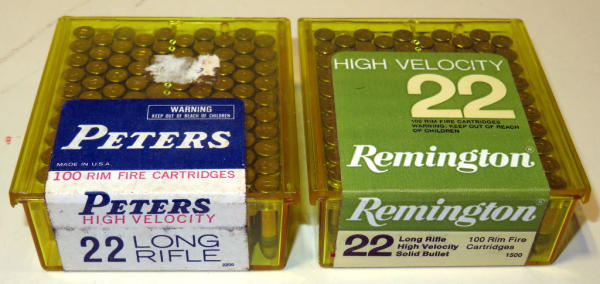 WARNING
KEEP OUT OF REACH OF CHILDREN
PETERS
MADE IN U.S.A.
100 RIM FIRE CARTRIDGES
PETERS
HIGH VELOCITY
22 LONG
RIFLE
HIGH VELOCITY
22
100 RIM FIRE CARTRIDGES
WARNING: KEEP OUT OF REACH
OF CHILDREN
Remington
Remington
22 Long Rifle
High Velocity
Solid Bullet
100 Rim Fire
Cartridges
1500